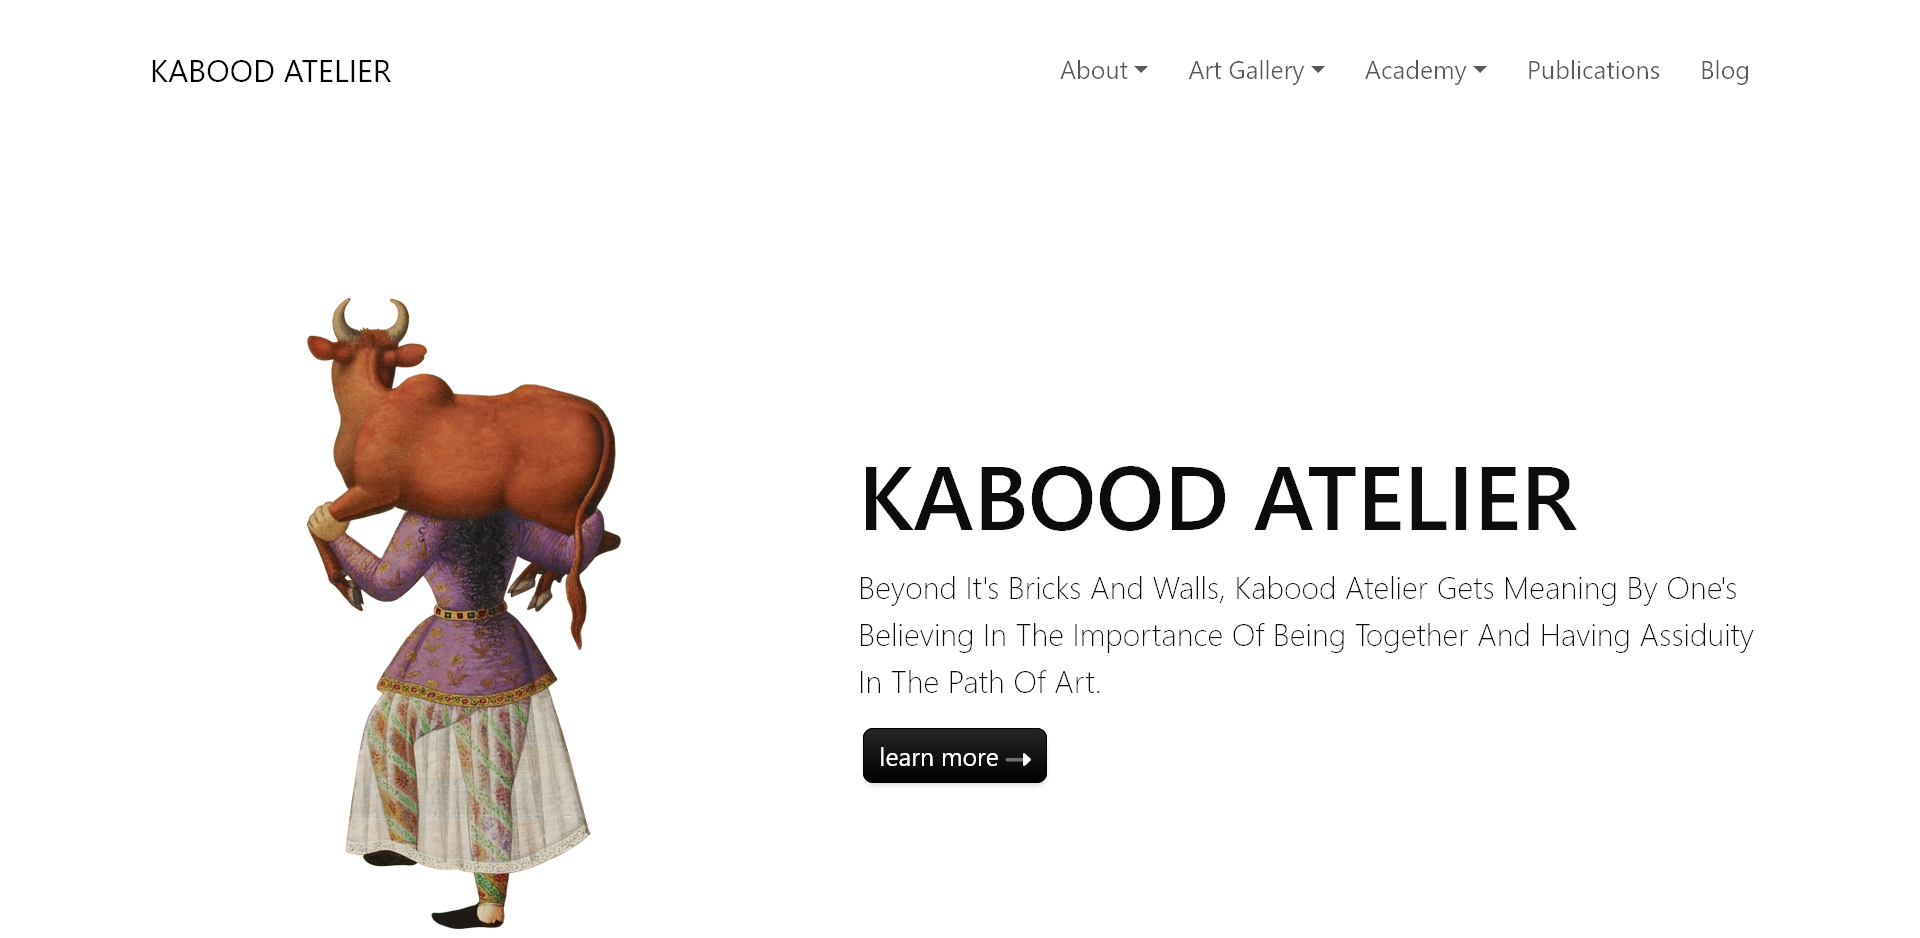 KABOOD ATELIER
About
Art Gallery
Academy
Publications
Blog
KABOOD ATELIER
Beyond It's Bricks And Walls, Kabood Atelier Gets Meaning By One's
Believing In The Importance Of Being Together And Having Assiduity
In The Path Of Art.
learn more